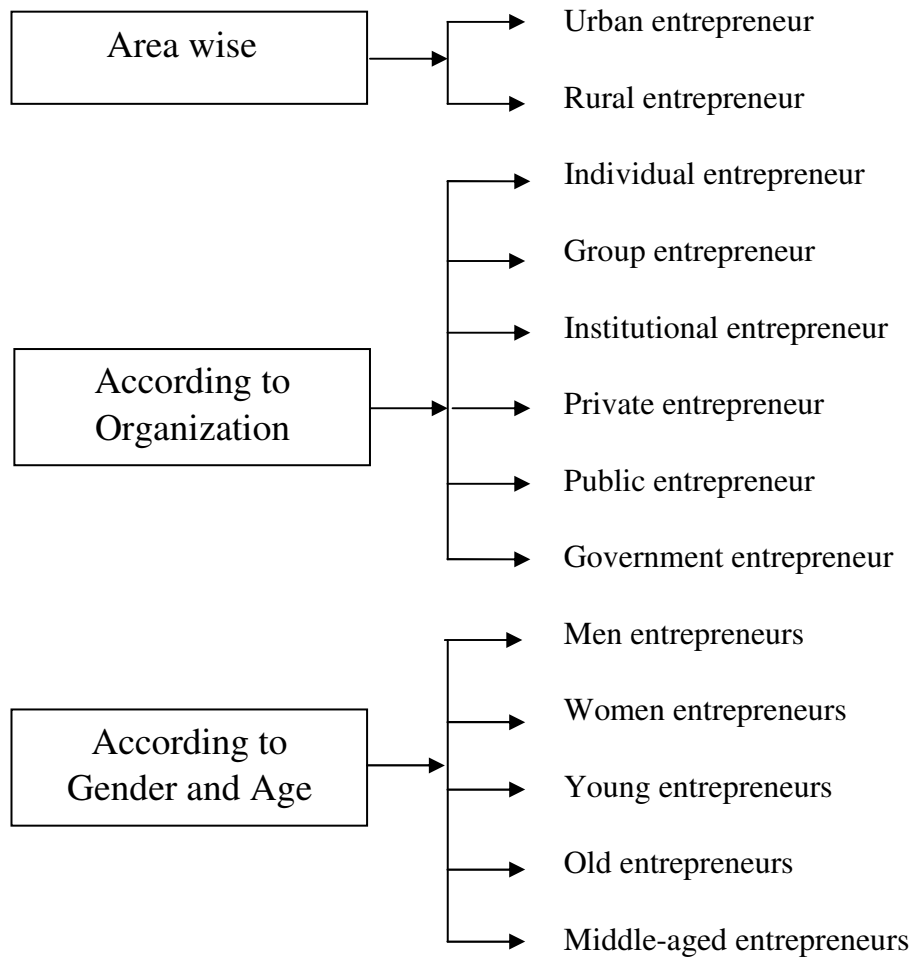 Area wise
Urban entrepreneur
Rural entrepreneur
According to
Organization
Individual entrepreneur
Group entrepreneur
Institutional entrepreneur
Private entrepreneur
Public entrepreneur
Government entrepreneur
According to
Gender and Age
Men entrepreneurs
Women entrepreneurs
Young entrepreneurs
Old entrepreneurs
Middle-aged entrepreneurs